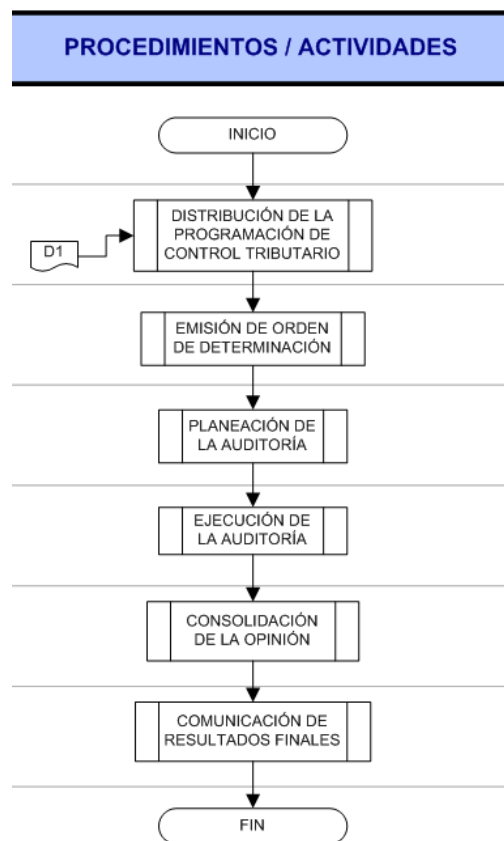 PROCEDIMIENTOS / ACTIVIDADES
INICIO
DISTRIBUCIÓN DE LA
PROGRAMACIÓN DE
CONTROL TRIBUTARIO
D1
EMISIÓN DE ORDEN
DE DETERMINACIÓN
PLANEACIÓN DE
LA AUDITORÍA
EJECUCIÓN DE
LA AUDITORÍA
CONSOLIDACIÓN
DE LA OPINIÓN
COMUNICACIÓN DE
RESULTADOS FINALES
FIN